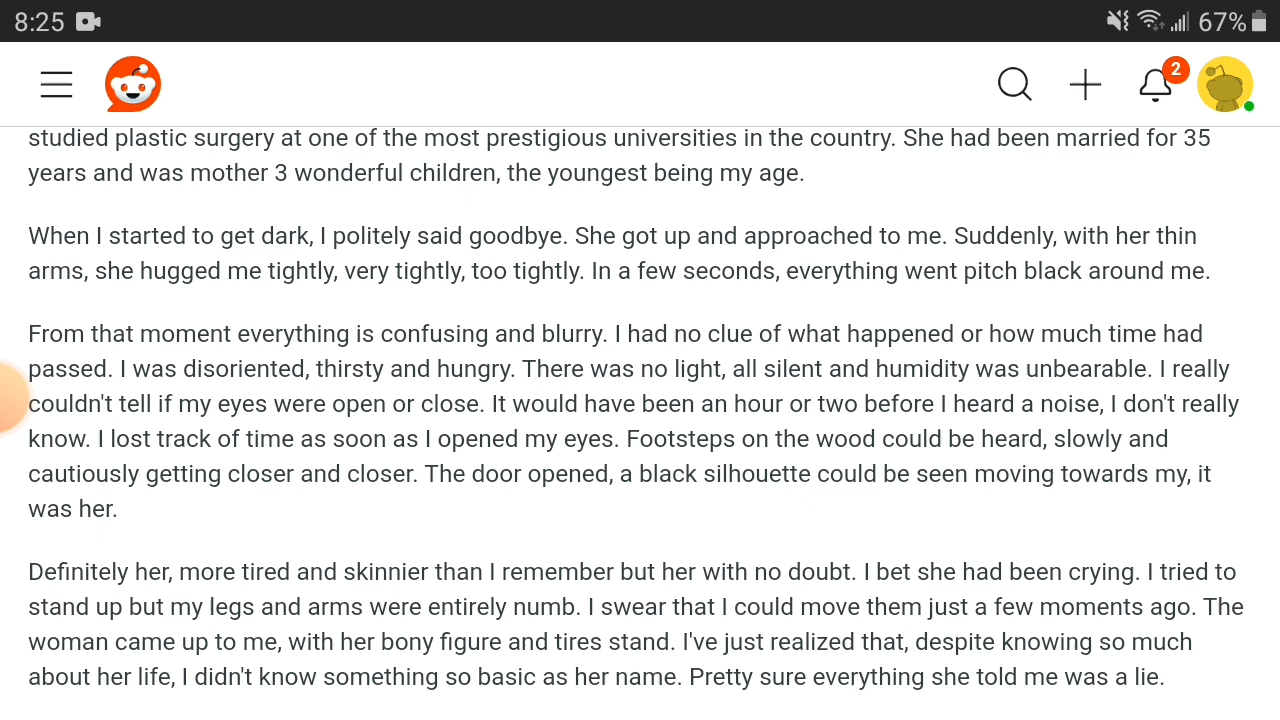 8:25
67%
2
studied plastic surgery at one of the most prestigious universities in the country. She had been married for 35
years and was mother 3 wonderful children, the youngest being my age.
When I started to get dark, I politely said goodbye. She got up and approached to me. Suddenly, with her thin
arms, she hugged me tightly, very tightly, too tightly. In a few seconds, everything went pitch black around me.
From that moment everything is confusing and blurry. I had no clue of what happened or how much time had
passed. I was disoriented, thirsty and hungry. There was no light, all silent and humidity was unbearable. I really
couldn't tell if my eyes were open or close. It would have been an hour or two before I heard a noise, I don't really
know. I lost track of time as soon as I opened my eyes. Footsteps on the wood could be heard, slowly and
cautiously getting closer and closer. The door opened, a black silhouette could be seen moving towards my, it
was her.
Definitely her, more tired and skinnier than I remember but her with no doubt. I bet she had been crying. I tried to
stand up but my legs and arms were entirely numb. I swear that I could move them just a few moments ago. The
woman came up to me, with her bony figure and tires stand. I've just realized that, despite knowing so much
about her life, I didn't know something so basic as her name. Pretty sure everything she told me was a lie.